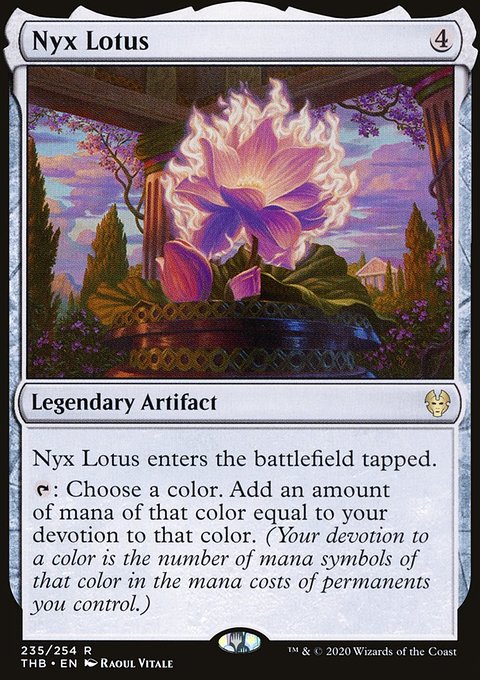 Nyx Lotus 4
Legendary Artifact
Nyx Lotus enters the battlefield tapped.
: Choose a color. Add an amount
of mana of that color equal to your
devotion to that color. (Your devotion to
a color is the number of mana symbols of
that color in the mana costs of permanents
you control.)
235/254 R
THB • EN Raoul Vitale
™ & © 2020 Wizards of the Coast